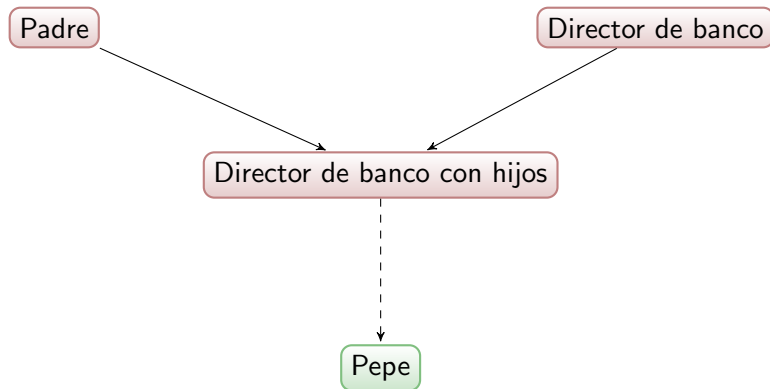 Padre
Director de banco
Director de banco con hijos
Pepe